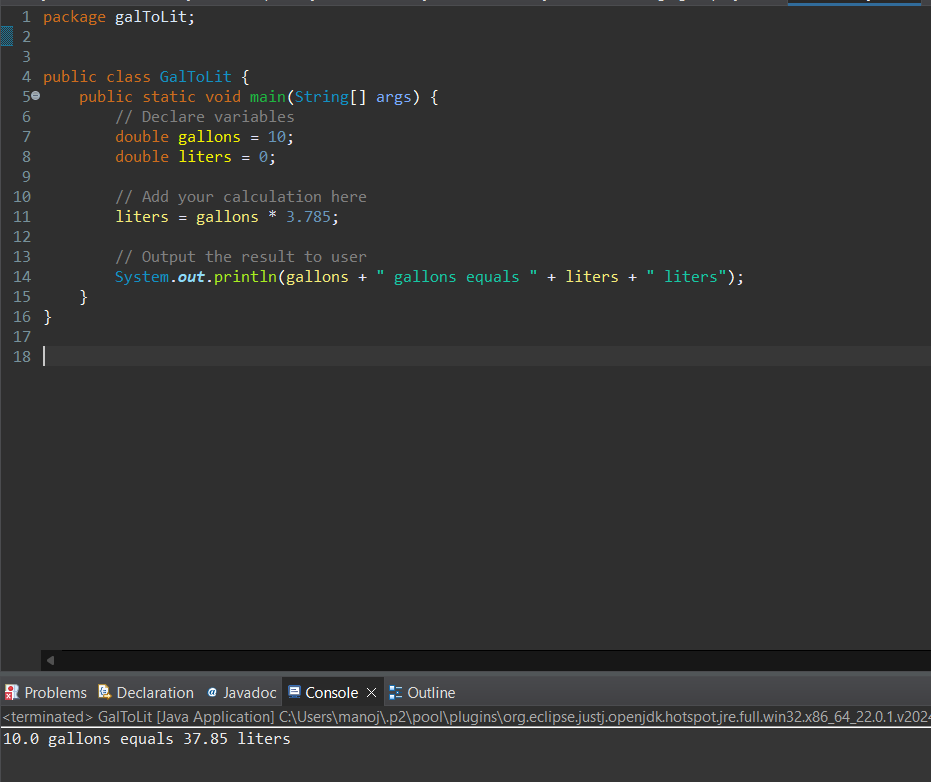 1 package galToLit;
2
3
4 public class GalToLit {
5 public static void main(String[] args) {
6 // Declare variables
7 double gallons = 10;
8 double liters = 0;
9
10 // Add your calculation here
11 liters = gallons * 3.785;
12
13 // Output the result to user
14 System.out.println(gallons + " gallons equals " + liters + " liters");
15 }
16 }
17
18
Problems Declaration @ Javadoc Console Outline
<terminated> GalToLit [Java Application] C:\Users\manoj\.p2\pool\plugins\org.eclipse.justj.openjdk.hotspot.jre.full.win32.x86_64_22.0.1.v2024
10.0 gallons equals 37.85 liters